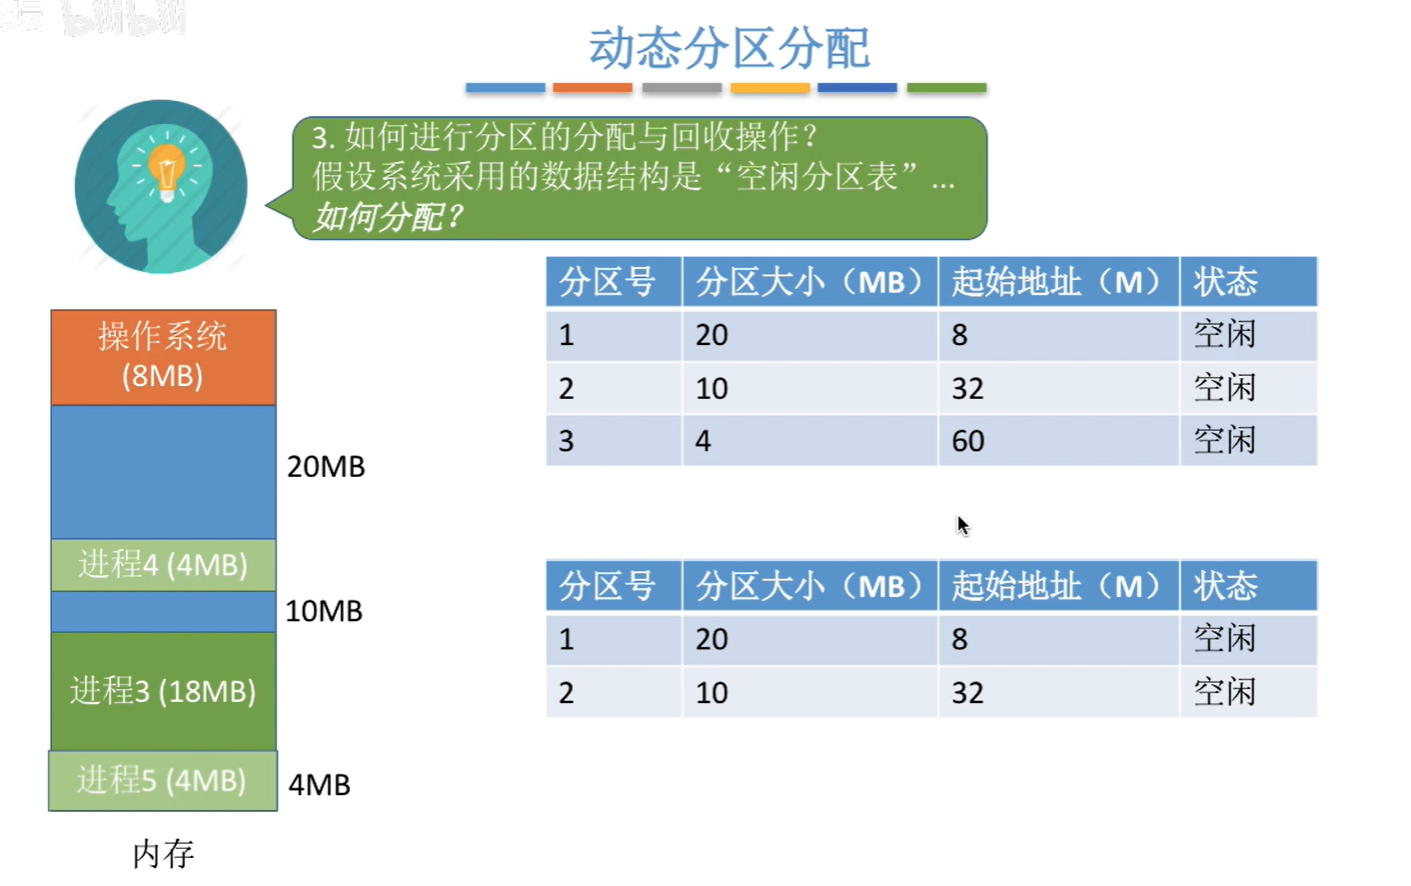 动态分区分配
3. 如何进行分区的分配与回收操作？
假设系统采用的数据结构是“空闲分区表”...
如何分配？
分区号 分区大小（MB） 起始地址（M） 状态
1 20 8 空闲
2 10 32 空闲
3 4 60 空闲
操作系统
(8MB)
20MB
进程4 (4MB)
10MB
进程3 (18MB)
进程5 (4MB)
4MB
内存
分区号 分区大小（MB） 起始地址（M） 状态
1 20 8 空闲
2 10 32 空闲